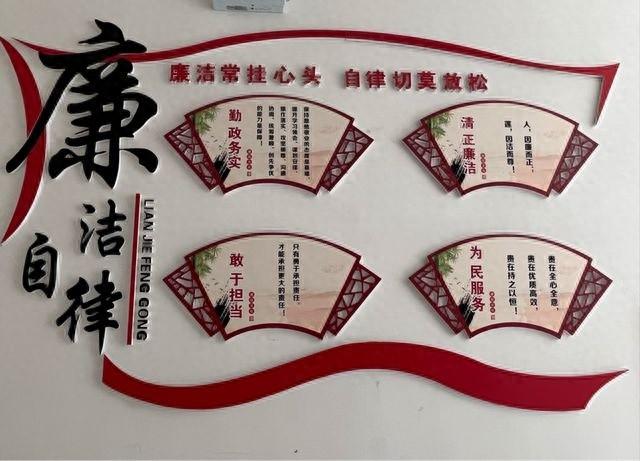 廉洁自律
LIAN JIE FENG GONG
廉洁常挂心头 自律切莫放松
勤政务实
清正廉洁
人，因廉而正，
莲，因洁而尊！
敢于担当
只有勇于承担责任，
才能承担更大的责任！
为民服务
贵在全心全意，
贵在优质高效，
贵在持之以恒！